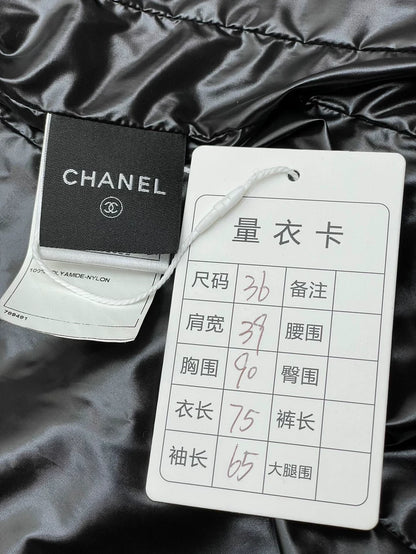 CHANEL
100% POLYAMIDE-NYLON
769461
量衣卡
尺码 36 备注
肩宽 39 腰围
胸围 90 臀围
衣长 75 裤长
袖长 65 大腿围